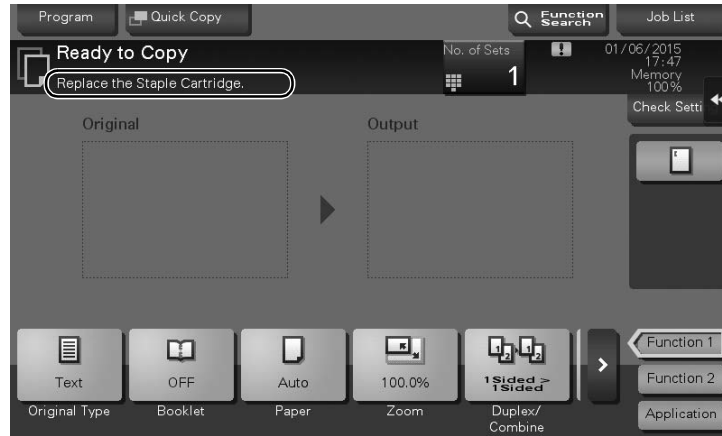 Program
Quick Copy
Function
Search
Job List
Ready to Copy
No. of Sets
1
01/06/2015
17:47
Memory
100%
Replace the Staple Cartridge.
Check Setti
Original
Output
Text
OFF
Auto
100.0%
1Sided >
1Sided
Original Type
Booklet
Paper
Zoom
Duplex/
Combine
Function 1
Function 2
Application